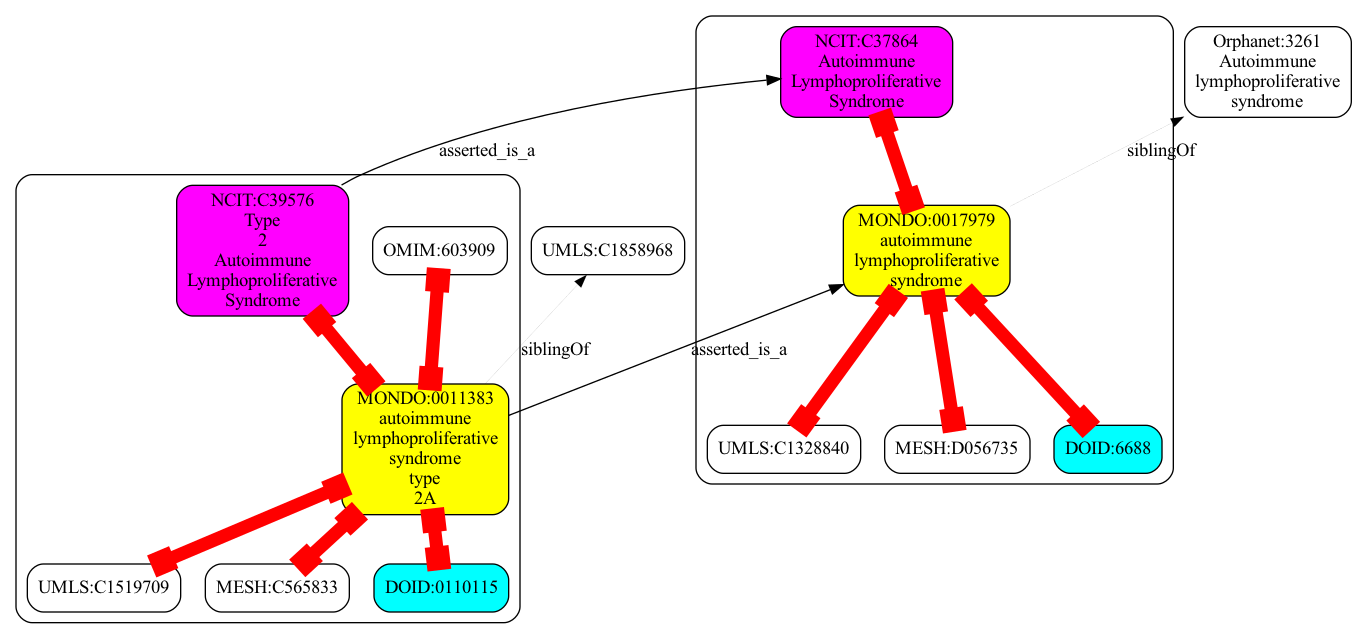 NCIT:C37864
Autoimmune
Lymphoproliferative
Syndrome
Orphanet:3261
Autoimmune
lymphoproliferative
syndrome
asserted_is_a
siblingOf
NCIT:C39576
Type
2
Autoimmune
Lymphoproliferative
Syndrome
OMIM:603909
UMLS:C1858968
MONDO:0017979
autoimmune
lymphoproliferative
syndrome
siblingOf
asserted_is_a
MONDO:0011383
autoimmune
lymphoproliferative
syndrome
type
2A
UMLS:C1328840
MESH:D056735
DOID:6688
UMLS:C1519709
MESH:C565833
DOID:0110115